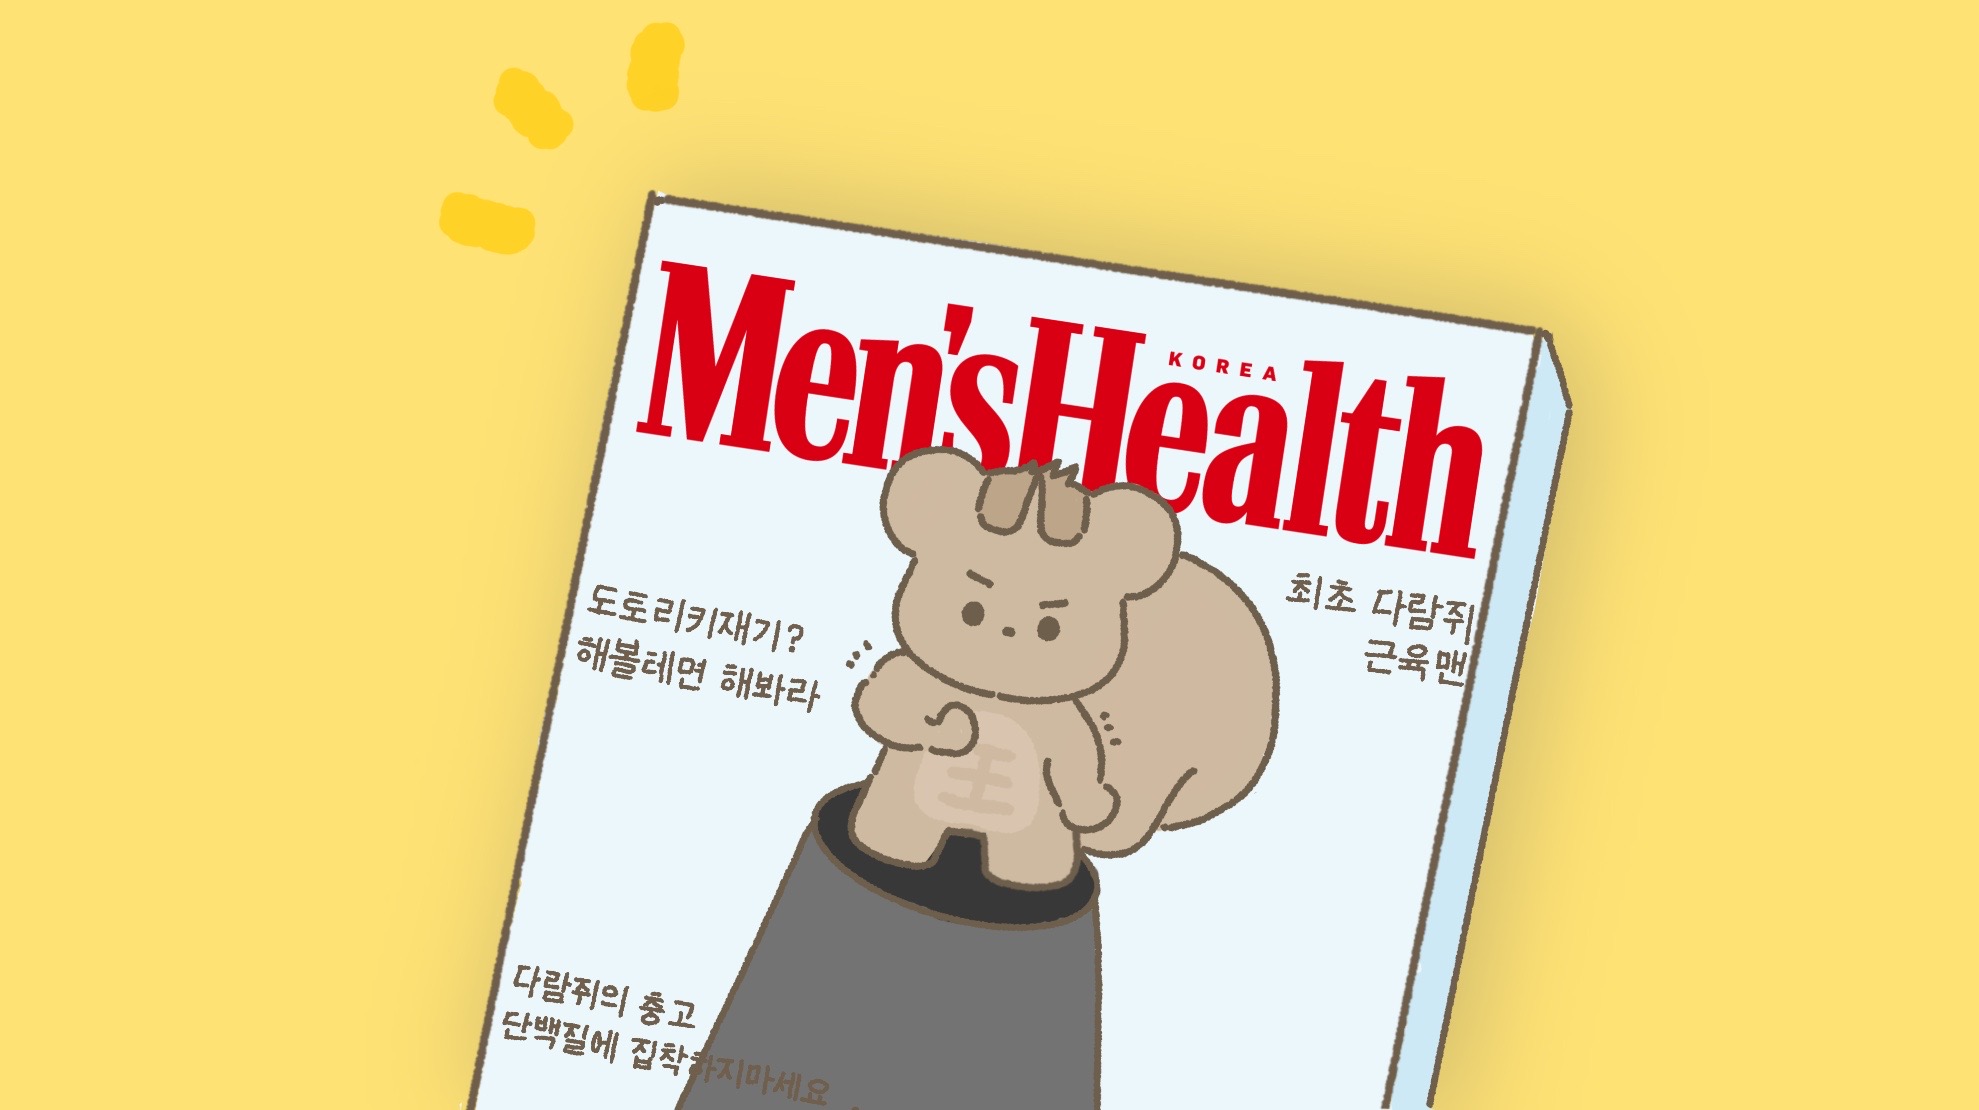 Men's Health
KOREA
도토리키재기?
해볼테면 해봐라
최초 다람쥐
근육맨
王
다람쥐의 충고
단백질에 집착하지마세요